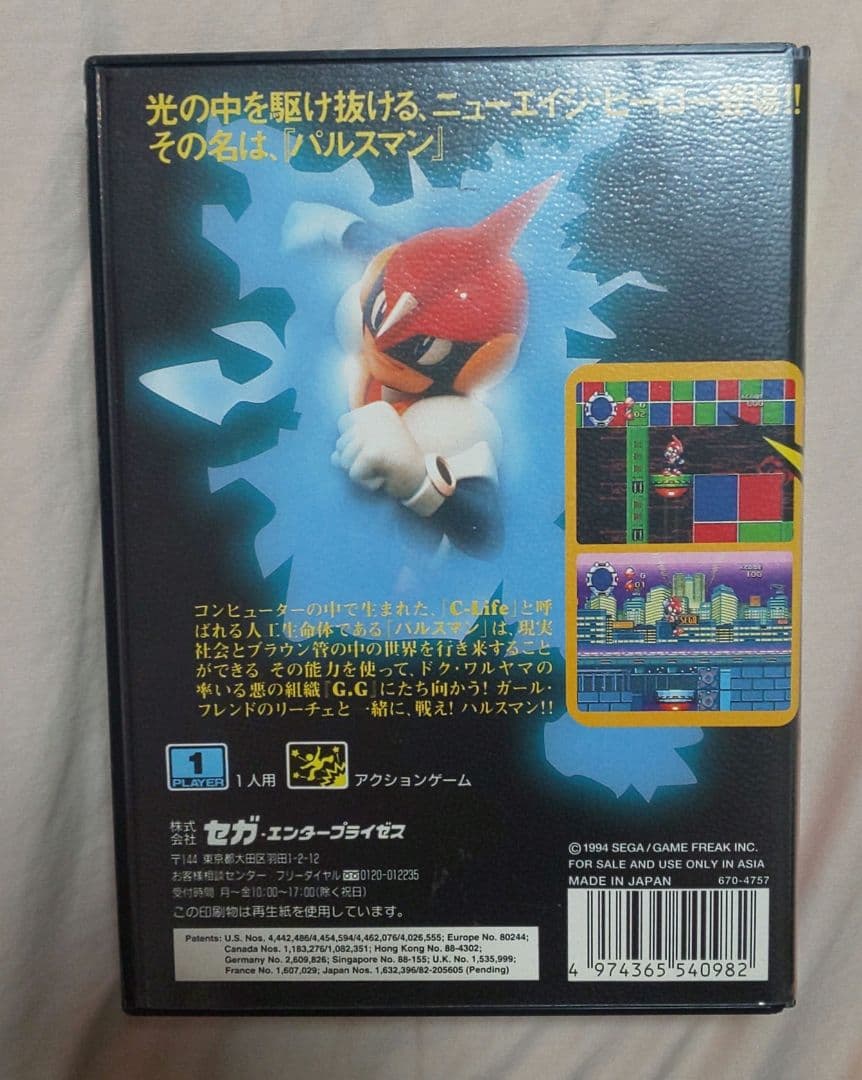 光の中を駆け抜ける、ニューエイジ ヒーロー登場!!
その名は、『パルスマン』
コンピューターの中で生まれた、「C-Life」と呼
ばれる人工生命体である「パルスマン」は、現実
社会とブラウン管の中の世界を行き来すること
ができる その能力を使って、ドク・ワルヤマの
率いる悪の組織『G.G』にたち向かう! ガール・
フレンドのリーチェと一緒に、戦え! パルスマン!!
1
PLAYER
1人用
アクションゲーム
株式
会社
セガ・エンタープライゼス
〒144 東京都大田区羽田1-2-12
お客様相談センター フリーダイヤル 0120-012235
受付時間 月〜金10:00〜17:00(除く祝日)
この印刷物は再生紙を使用しています。
Patents: U.S. Nos. 4,442,486/4,454,594/4,462,076/4,026,555; Europe No. 80244;
Canada Nos. 1,183,276/1,082,351; Hong Kong No. 88-4302;
Germany No. 2,609,826; Singapore No. 88-155; U.K. No. 1,535,999;
France No. 1,607,029; Japan Nos. 1,632,396/82-205605 (Pending)
SEGA
©1994 SEGA/GAME FREAK INC.
FOR SALE AND USE ONLY IN ASIA
MADE IN JAPAN 670-4757
4 974365 540982